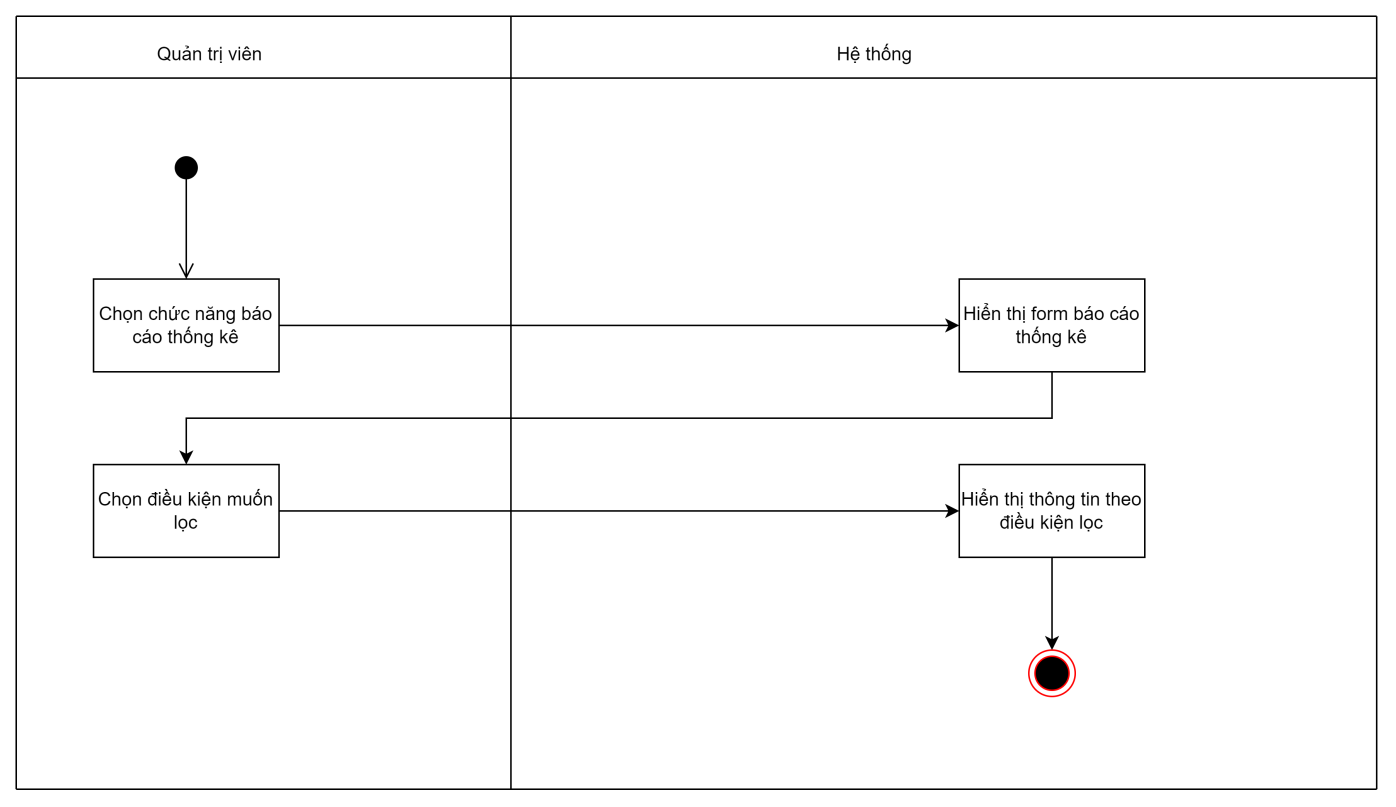 Quản trị viên
Hệ thống
Chọn chức năng báo
cáo thống kê
Hiển thị form báo cáo
thống kê
Chọn điều kiện muốn
lọc
Hiển thị thông tin theo
điều kiện lọc